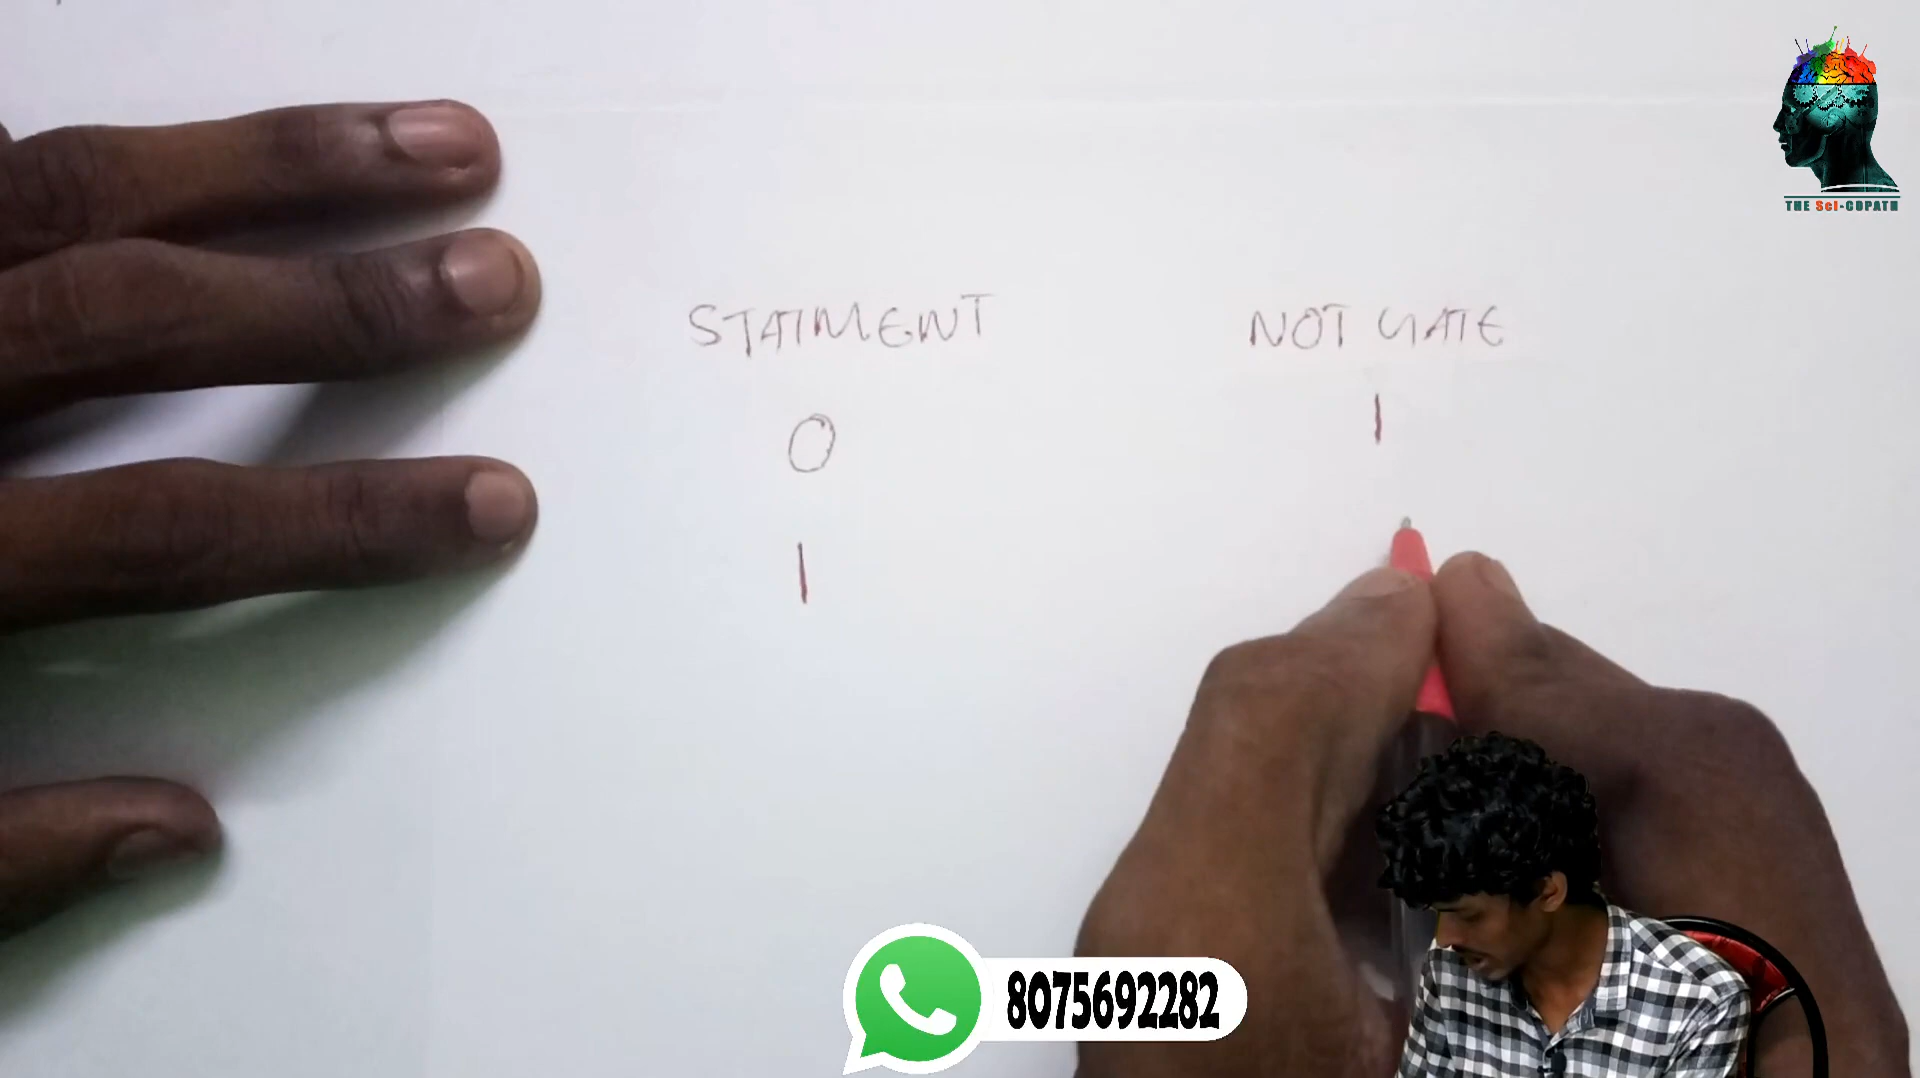 THE Sci-COPATH
STATMENT NOT GATE
0 1
1
8075692282